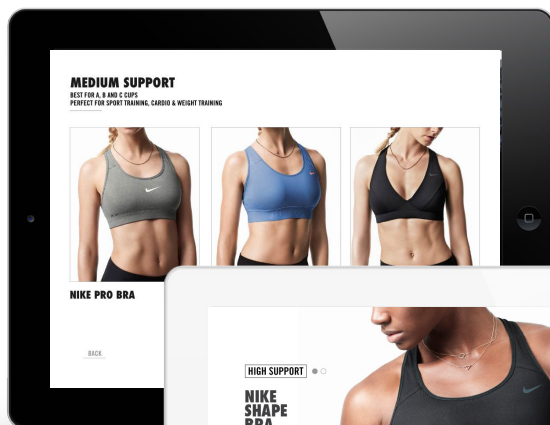 MEDIUM SUPPORT
BEST FOR A, B AND C CUPS
PERFECT FOR SPORT TRAINING, CARDIO & WEIGHT TRAINING
NIKE PRO BRA
BACK
HIGH SUPPORT
NIKE
SHAPE
BRA